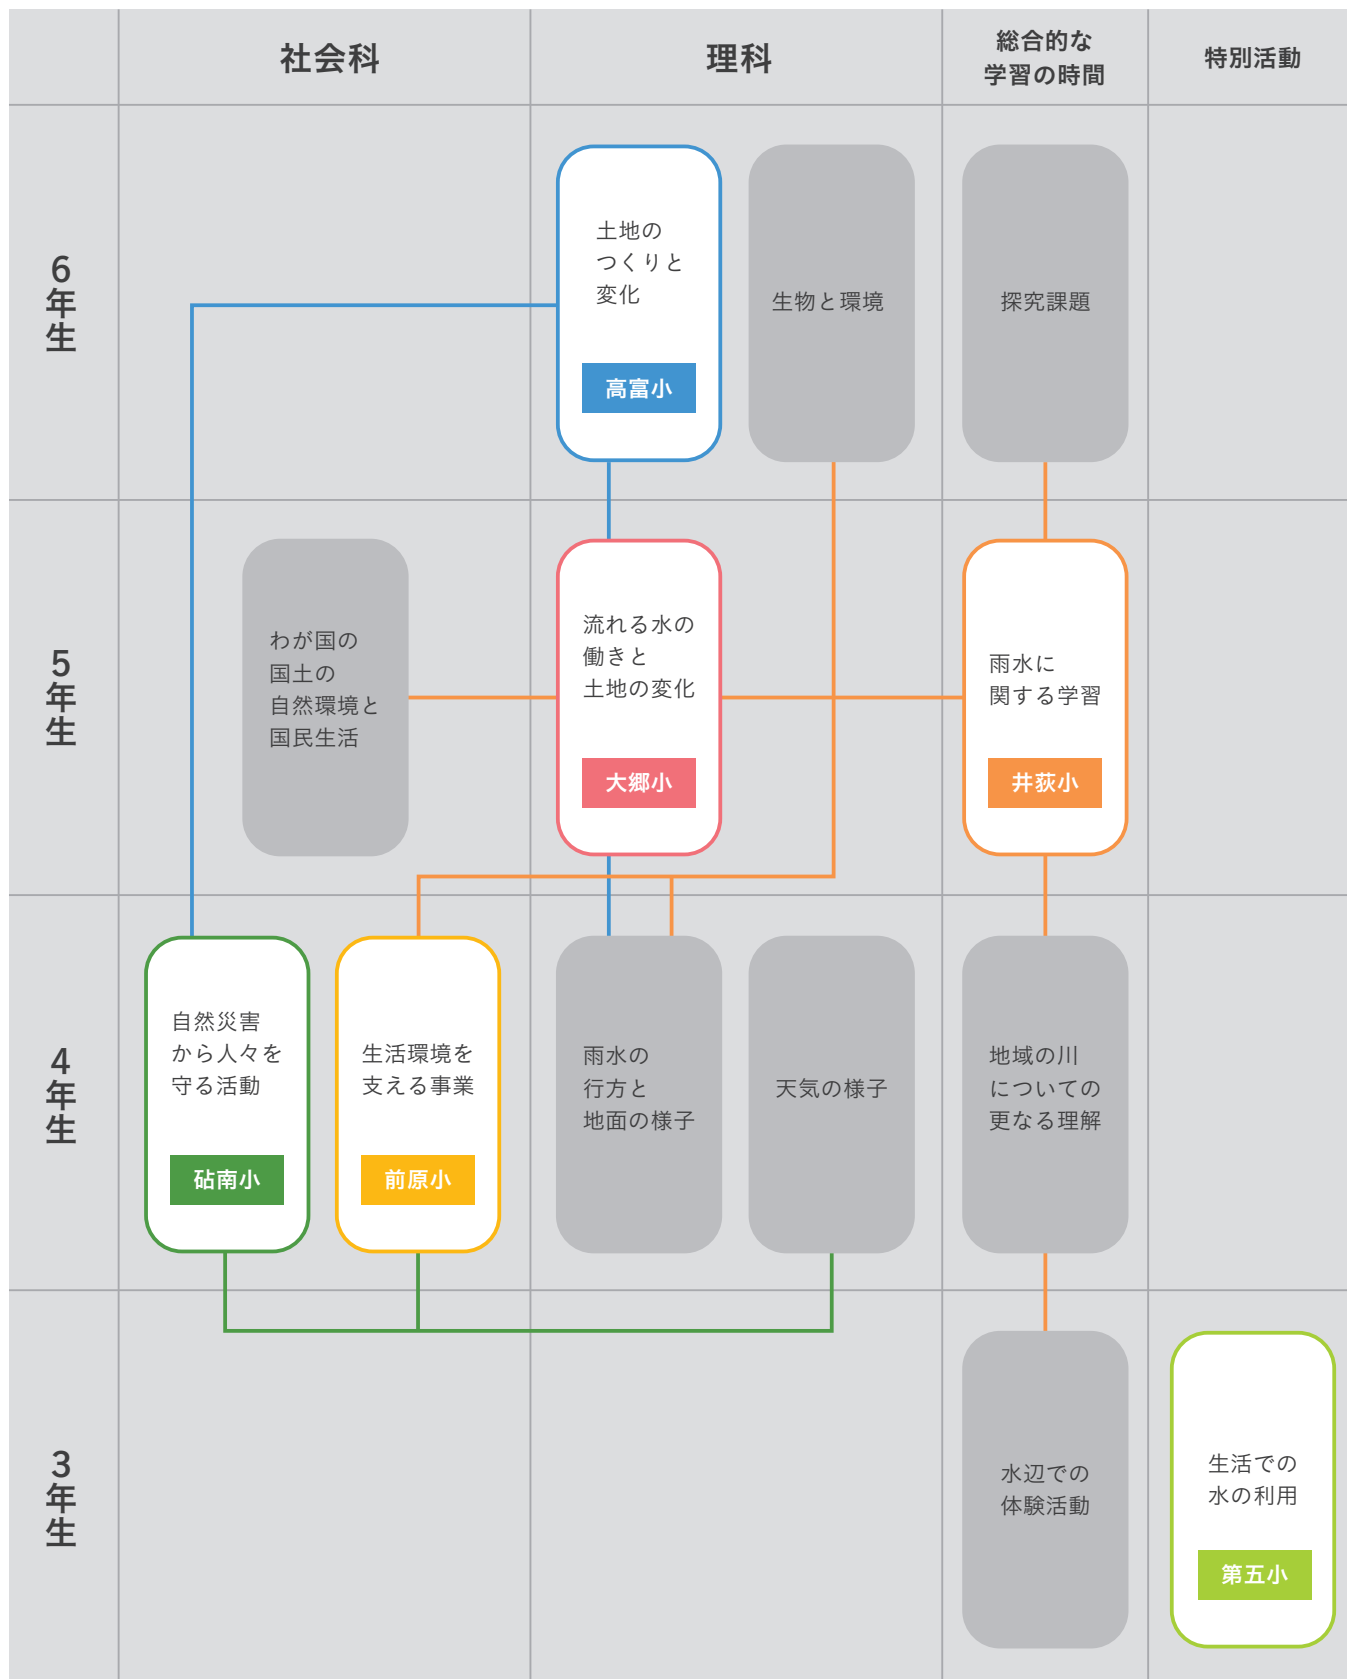 社会科
理科
総合的な
学習の時間
特別活動
6年生
土地の
つくりと
変化
高富小
生物と環境
探究課題
5年生
わが国の
国土の
自然環境と
国民生活
流れる水の
働きと
土地の変化
大郷小
雨水に
関する学習
井荻小
4年生
自然災害
から人々を
守る活動
砧南小
生活環境を
支える事業
前原小
雨水の
行方と
地面の様子
天気の様子
地域の川
についての
更なる理解
3年生
水辺での
体験活動
生活での
水の利用
第五小